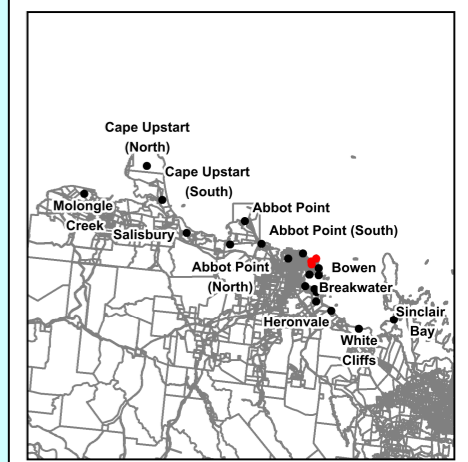 Cape Upstart
(North)
Cape Upstart
(South)
Molongle
Creek
Salisbury
Abbot Point
Abbot Point (South)
Abbot Point
(North)
Bowen
Breakwater
Heronvale
Sinclair
Bay
White
Cliffs